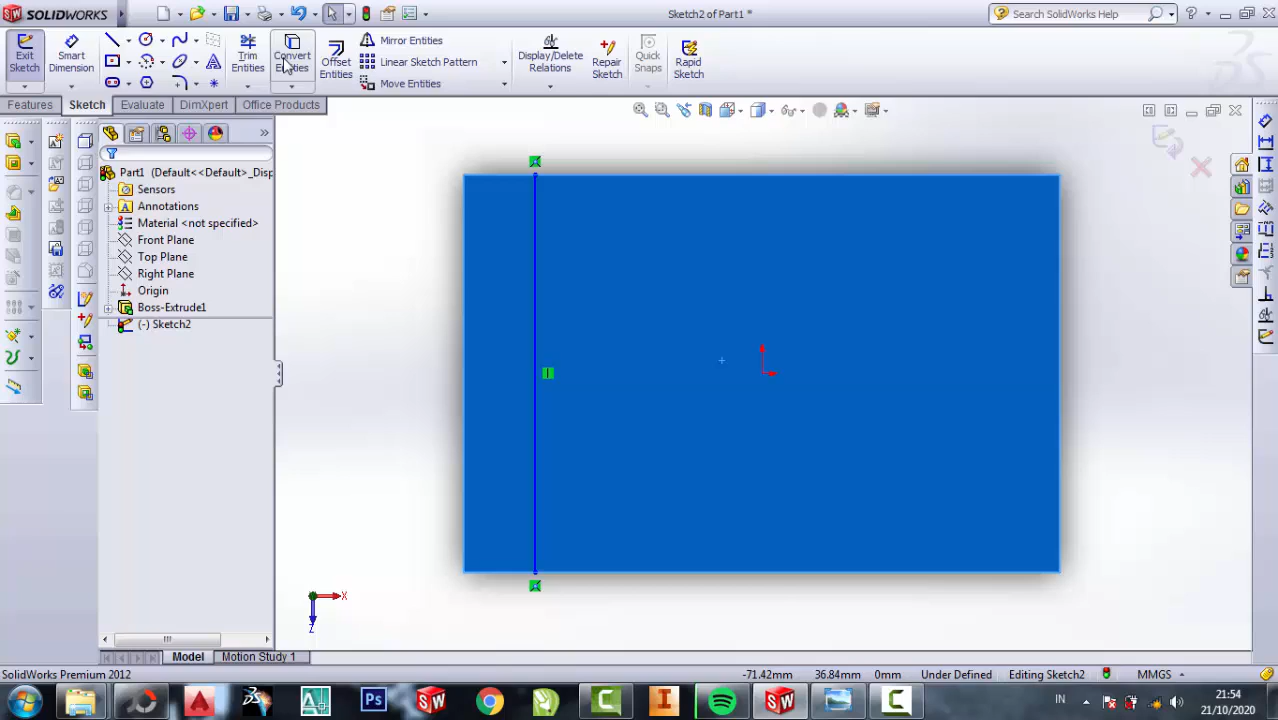 SOLIDWORKS
Sketch2 of Part1 *
Search SolidWorks Help
Exit Sketch
Smart Dimension
Trim Entities
Convert Entities
Offset Entities
Mirror Entities
Linear Sketch Pattern
Move Entities
Display/Delete Relations
Repair Sketch
Quick Snaps
Rapid Sketch
Features
Sketch
Evaluate
DimXpert
Office Products
Part1 (Default<<Default>_Disp
Sensors
Annotations
Material <not specified>
Front Plane
Top Plane
Right Plane
Origin
Boss-Extrude1
(-) Sketch2
X
Z
Model
Motion Study 1
SolidWorks Premium 2012
-71.42mm
36.84mm
0mm
Under Defined
Editing Sketch2
MMGS
IN
21:54
21/10/2020